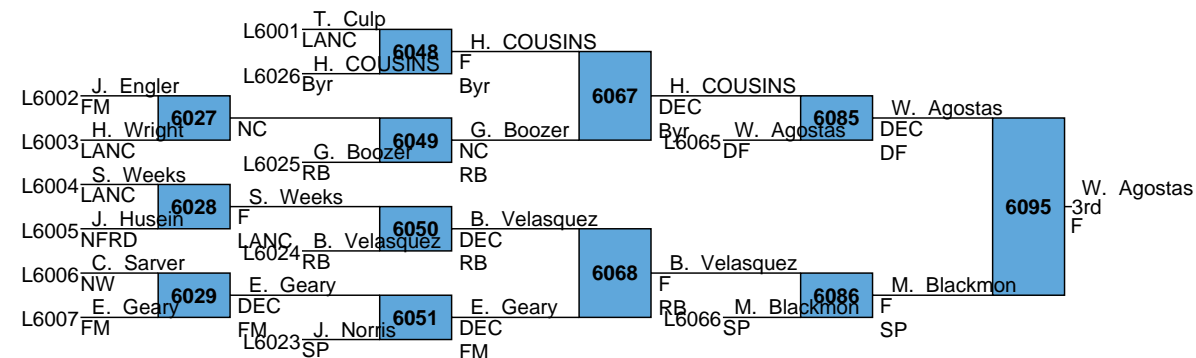 T. Culp
L6001
LANC
6048
H. COUSINS
F
Byr
L6026
H. COUSINS
Byr
6067
H. COUSINS
DEC
Byr
L6002
J. Engler
FM
6027
NC
L6003
H. Wright
LANC
6049
G. Boozer
NC
RB
L6025
G. Boozer
RB
L6065
W. Agostas
DF
6085
W. Agostas
DEC
DF
L6004
S. Weeks
LANC
6028
S. Weeks
F
LANC
L6005
J. Husein
NFRD
6050
B. Velasquez
DEC
RB
L6024
B. Velasquez
RB
6095
W. Agostas
3rd
F
L6006
C. Sarver
NW
6029
E. Geary
DEC
FM
L6007
E. Geary
FM
6068
B. Velasquez
F
RB
6051
E. Geary
DEC
FM
L6023
J. Norris
SP
6086
M. Blackmon
F
SP
L6066
M. Blackmon
SP